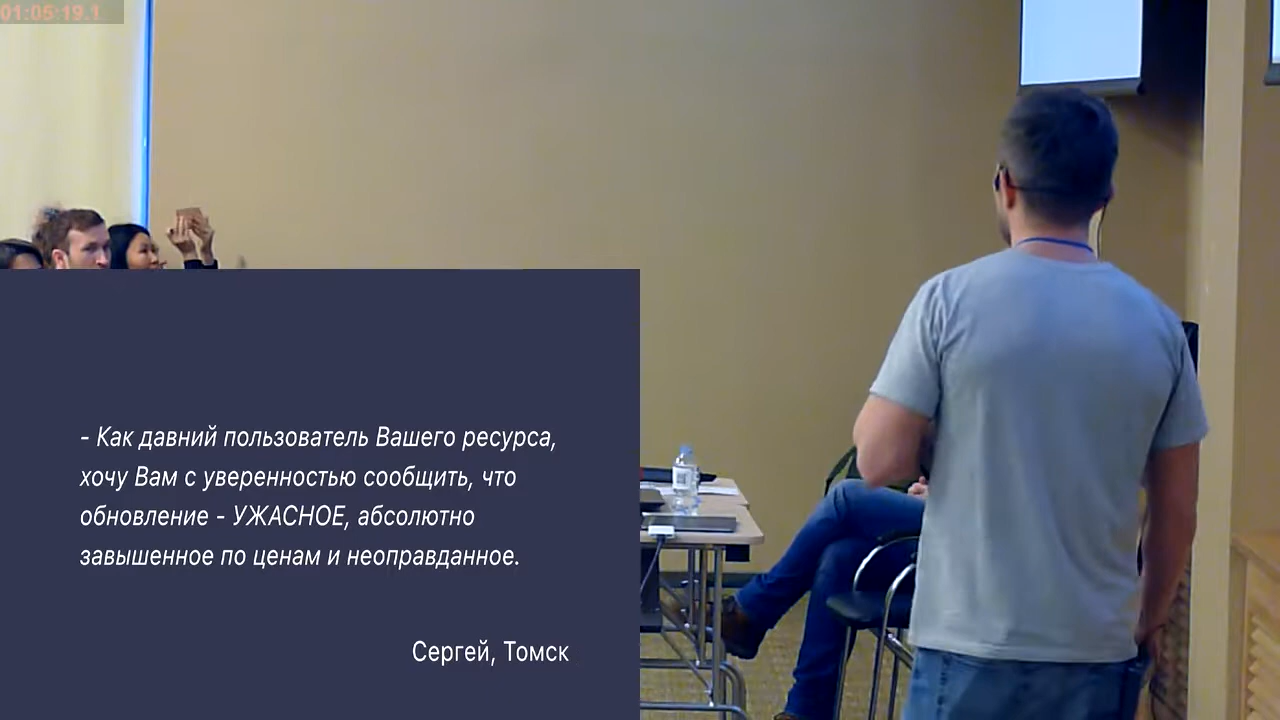 01:05:19.1
- Как давний пользователь Вашего ресурса,
хочу Вам с уверенностью сообщить, что
обновление - УЖАСНОЕ, абсолютно
завышенное по ценам и неоправданное.
Сергей, Томск